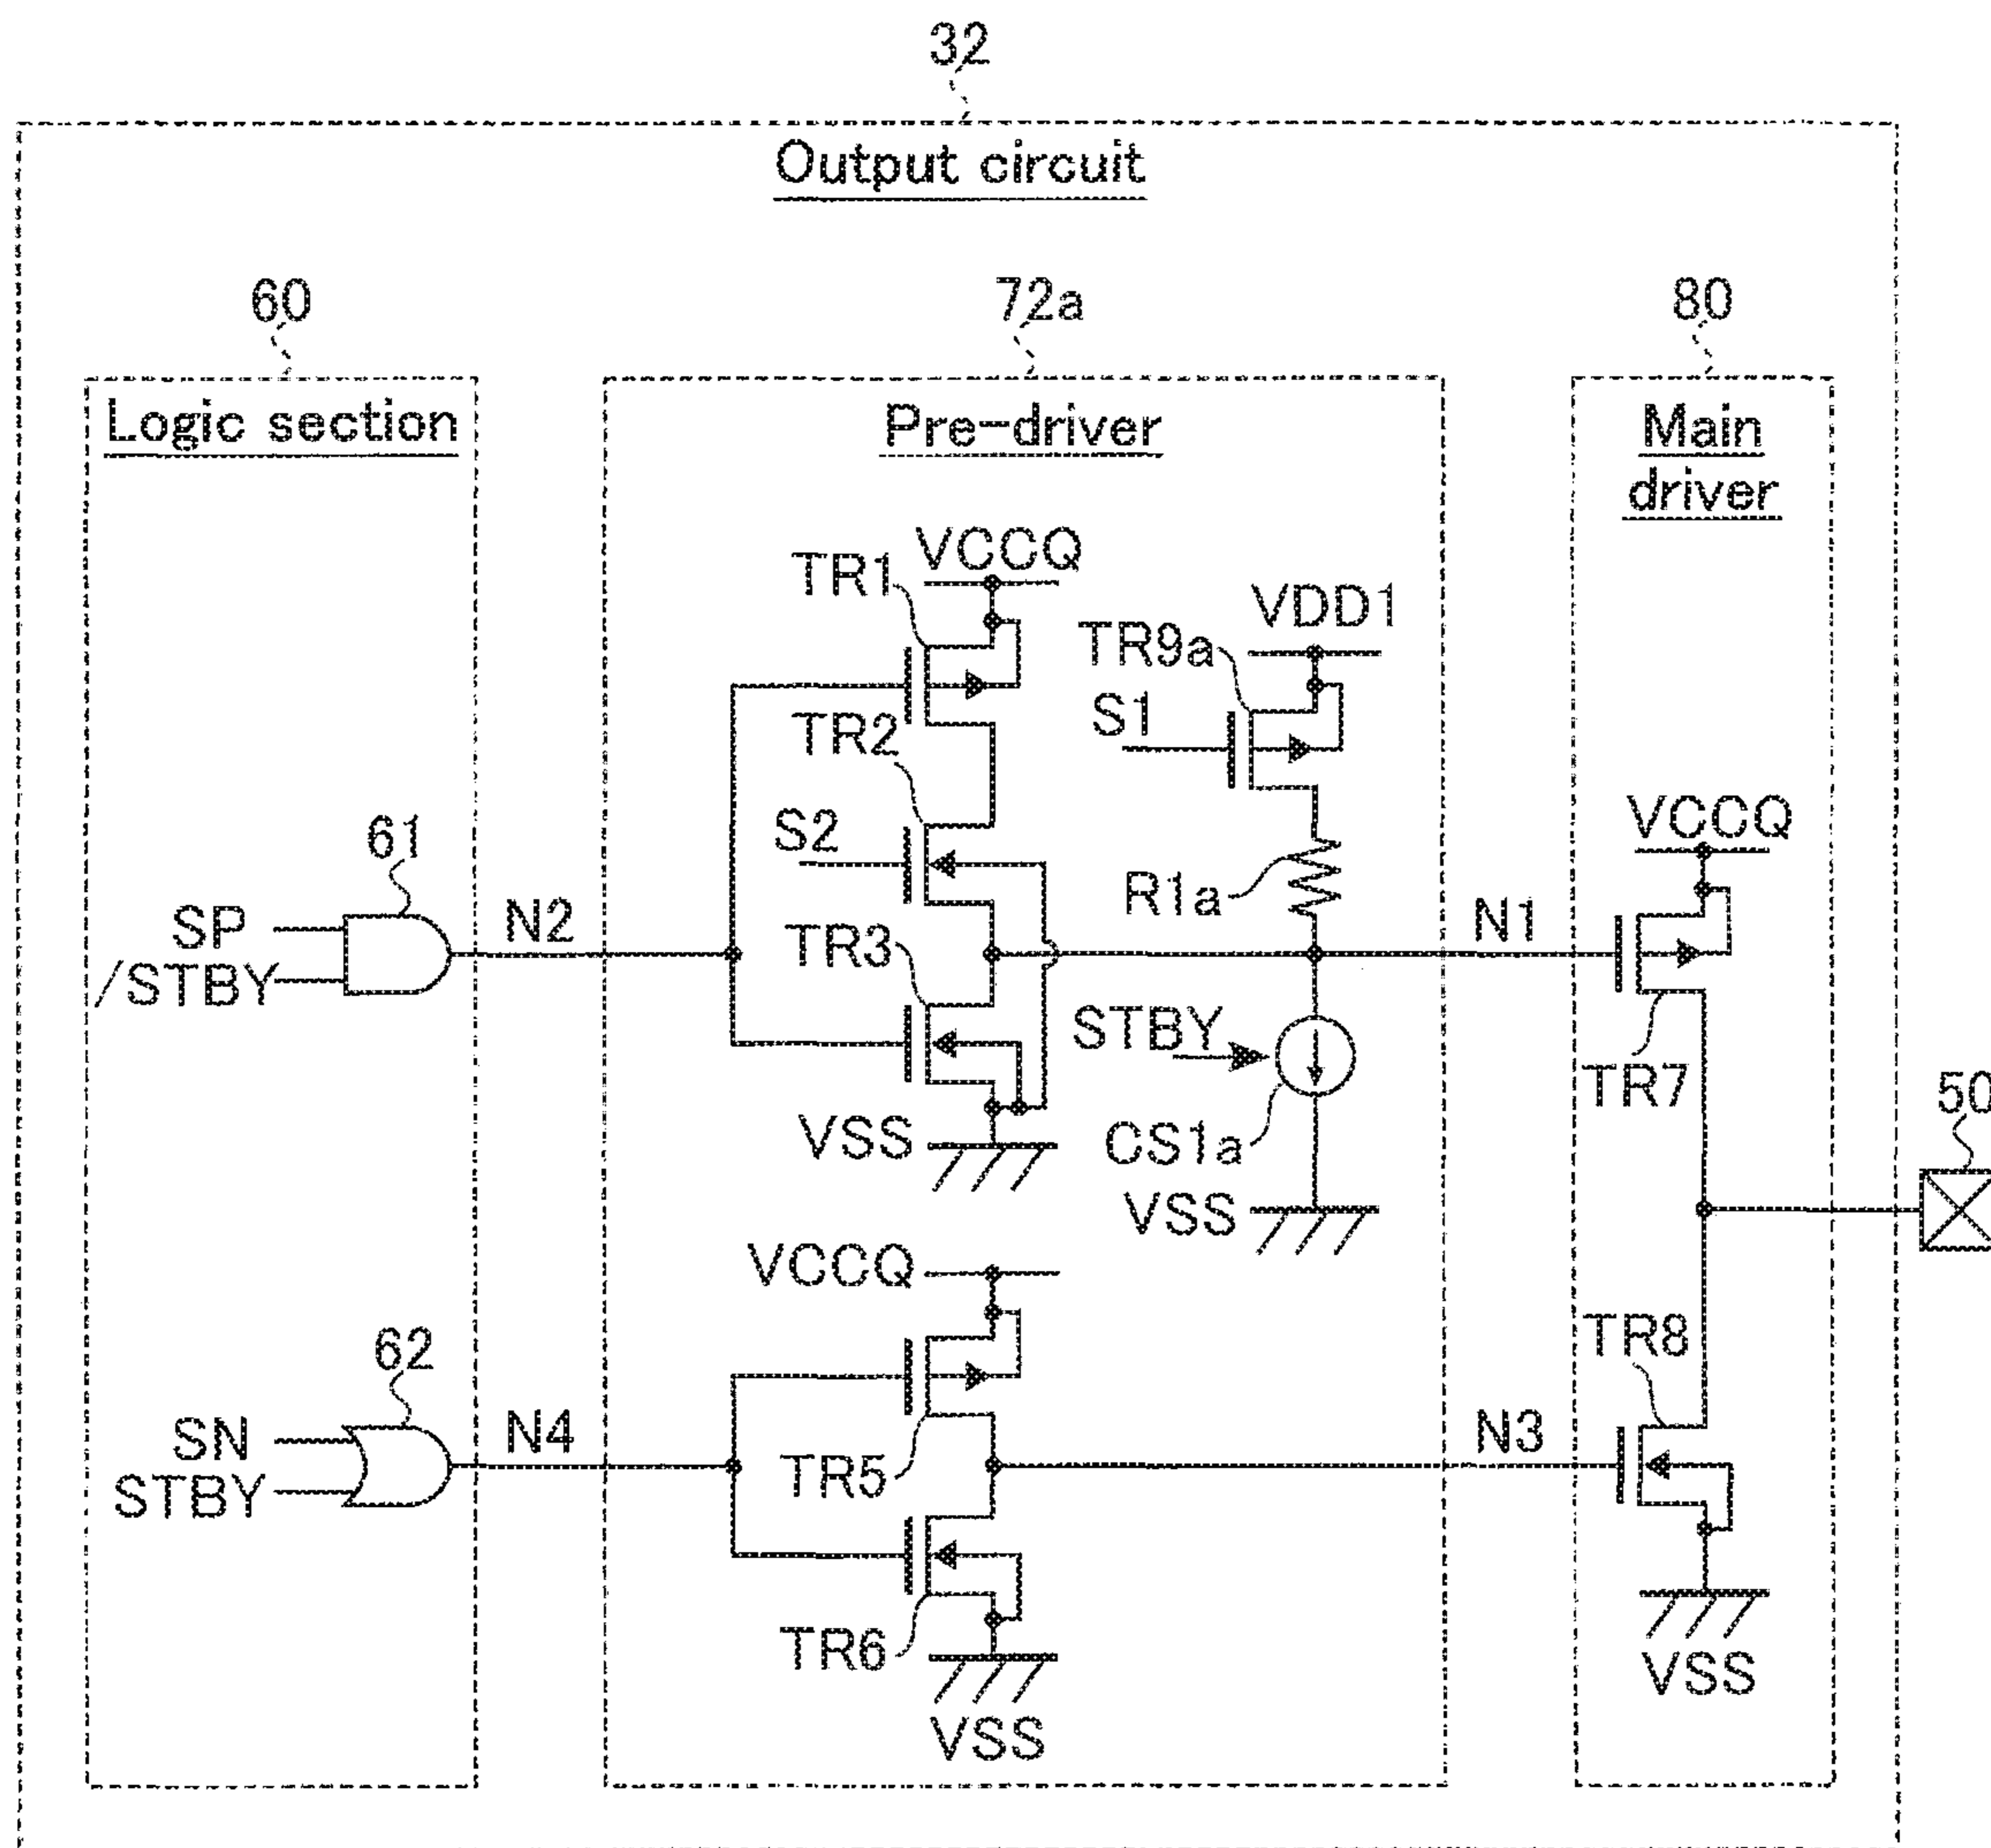 32
Output circuit
60
72a
80
Logic section
Pre-driver
Main
driver
VCCQ
TR1
VDD1
TR9a
S1
TR2
VCCQ
S2
61
R1a
SP
N2
TR3
N1
/STBY
STBY
TR7
50
VSS
CS1a
VSS
VCCQ
62
TR8
SN
N4
N3
STBY
TR5
TR6
VSS
VSS